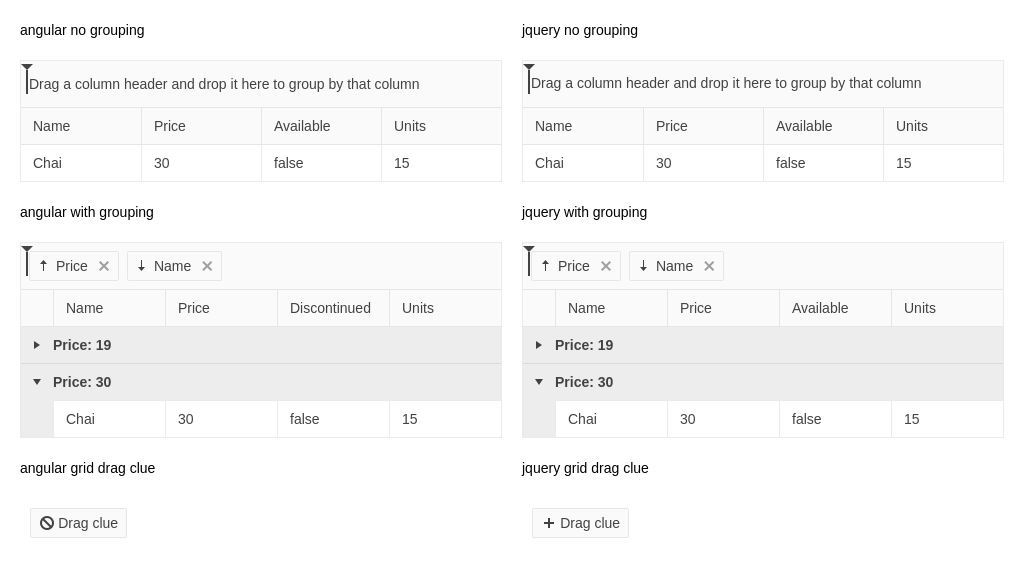 angular no grouping
Drag a column header and drop it here to group by that column
Name Price Available Units
Chai 30 false 15
angular with grouping
Price Name
Name Price Discontinued Units
Price: 19
Price: 30
Chai 30 false 15
angular grid drag clue
Drag clue
jquery no grouping
Drag a column header and drop it here to group by that column
Name Price Available Units
Chai 30 false 15
jquery with grouping
Price Name
Name Price Available Units
Price: 19
Price: 30
Chai 30 false 15
jquery grid drag clue
Drag clue